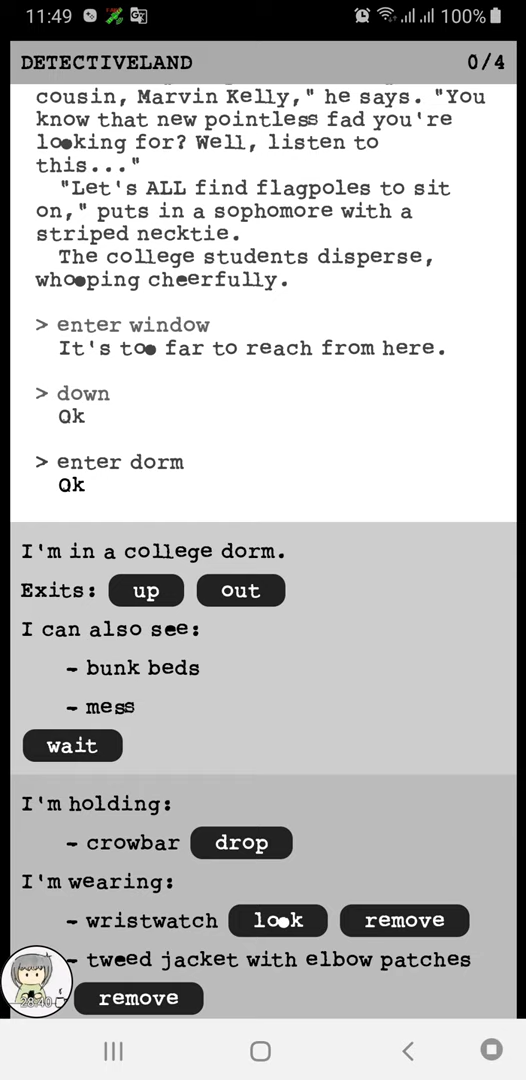 11:49 100%
DETECTIVELAND 0/4
cousin, Marvin Kelly," he says. "You
know that new pointless fad you're
looking for? Well, listen to
this..."
"Let's ALL find flagpoles to sit
on," puts in a sophomore with a
striped necktie.
The college students disperse,
whooping cheerfully.
> enter window
It's too far to reach from here.
> down
Ok
> enter dorm
Ok
I'm in a college dorm.
Exits: up out
I can also see:
- bunk beds
- mess
wait
I'm holding:
- crowbar drop
I'm wearing:
- wristwatch look remove
- tweed jacket with elbow patches
28:40 remove